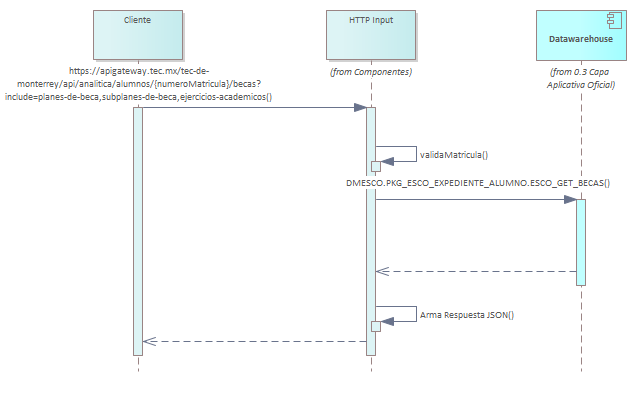 Cliente
HTTP Input
Datawarehouse
https://apigateway.tec.mx/tec-de-
monterrey/api/analitica/alumnos/{numeroMatricula}/becas?
include=planes-de-beca,subplanes-de-beca,ejercicios-academicos()
(from Componentes)
(from 0.3 Capa
Aplicativa Oficial)
validaMatricula()
DMESCO.PKG_ESCO_EXPEDIENTE_ALUMNO.ESCO_GET_BECAS()
Arma Respuesta JSON()